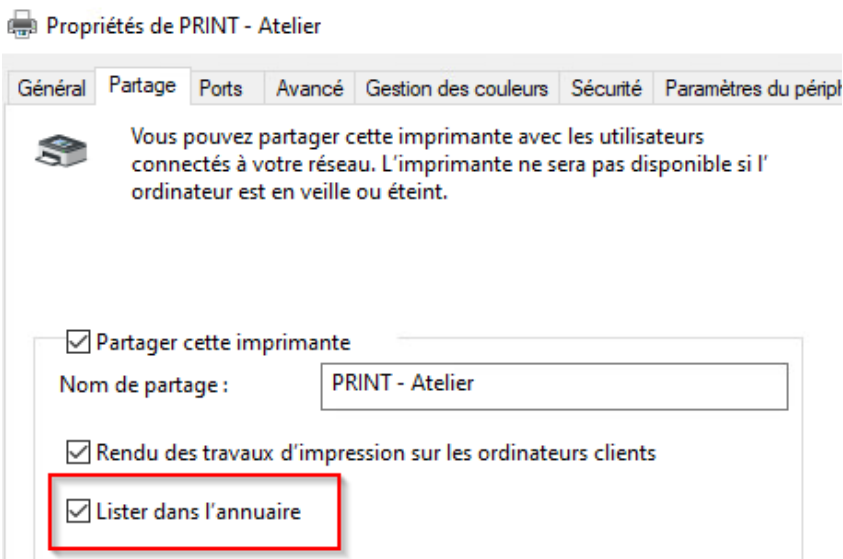 Propriétés de PRINT - Atelier
Général Partage Ports Avancé Gestion des couleurs Sécurité Paramètres du périph
Vous pouvez partager cette imprimante avec les utilisateurs
connectés à votre réseau. L'imprimante ne sera pas disponible si l'
ordinateur est en veille ou éteint.
Partager cette imprimante
Nom de partage : PRINT - Atelier
Rendu des travaux d'impression sur les ordinateurs clients
Lister dans l'annuaire